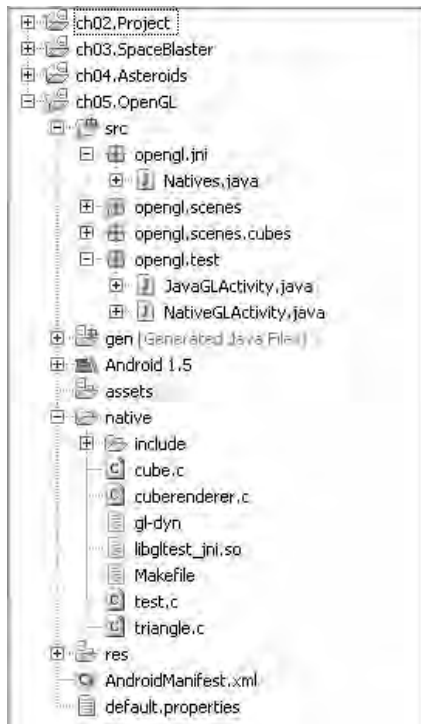 ch02.Project
ch03.SpaceBlaster
ch04.Asteroids
ch05.OpenGL
src
opengl.jni
Natives.java
opengl.scenes
opengl.scenes.cubes
opengl.test
JavaGLActivity.java
NativeGLActivity.java
gen [Generated Java Files]
Android 1.5
assets
native
include
cube.c
cuberenderer.c
gl-dyn
libgltest_jni.so
Makefile
test.c
triangle.c
res
AndroidManifest.xml
default.properties